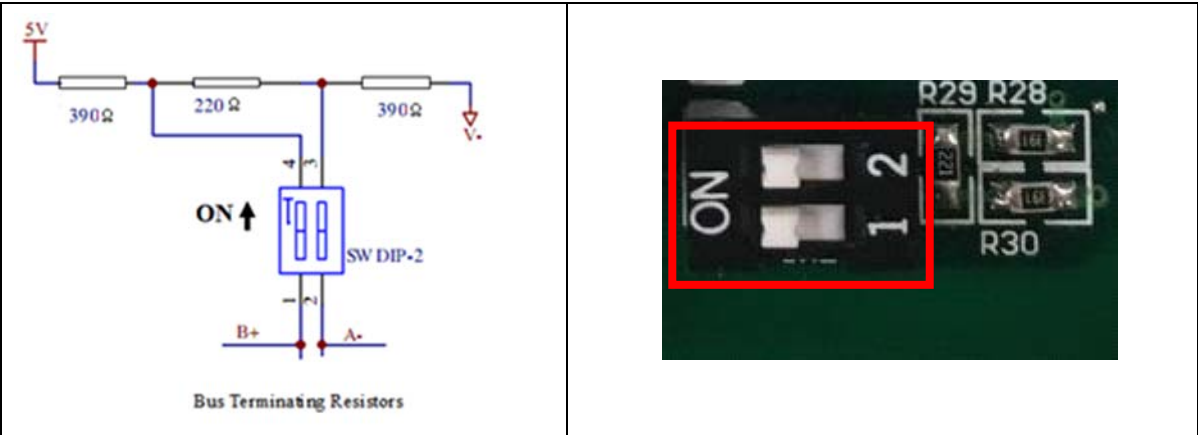 5V
390Ω
220 Ω
390Ω
V-
4
3
ON
SW DIP-2
1
2
B+
A-
Bus Terminating Resistors
R29 R28
ON
2
1
221
R30